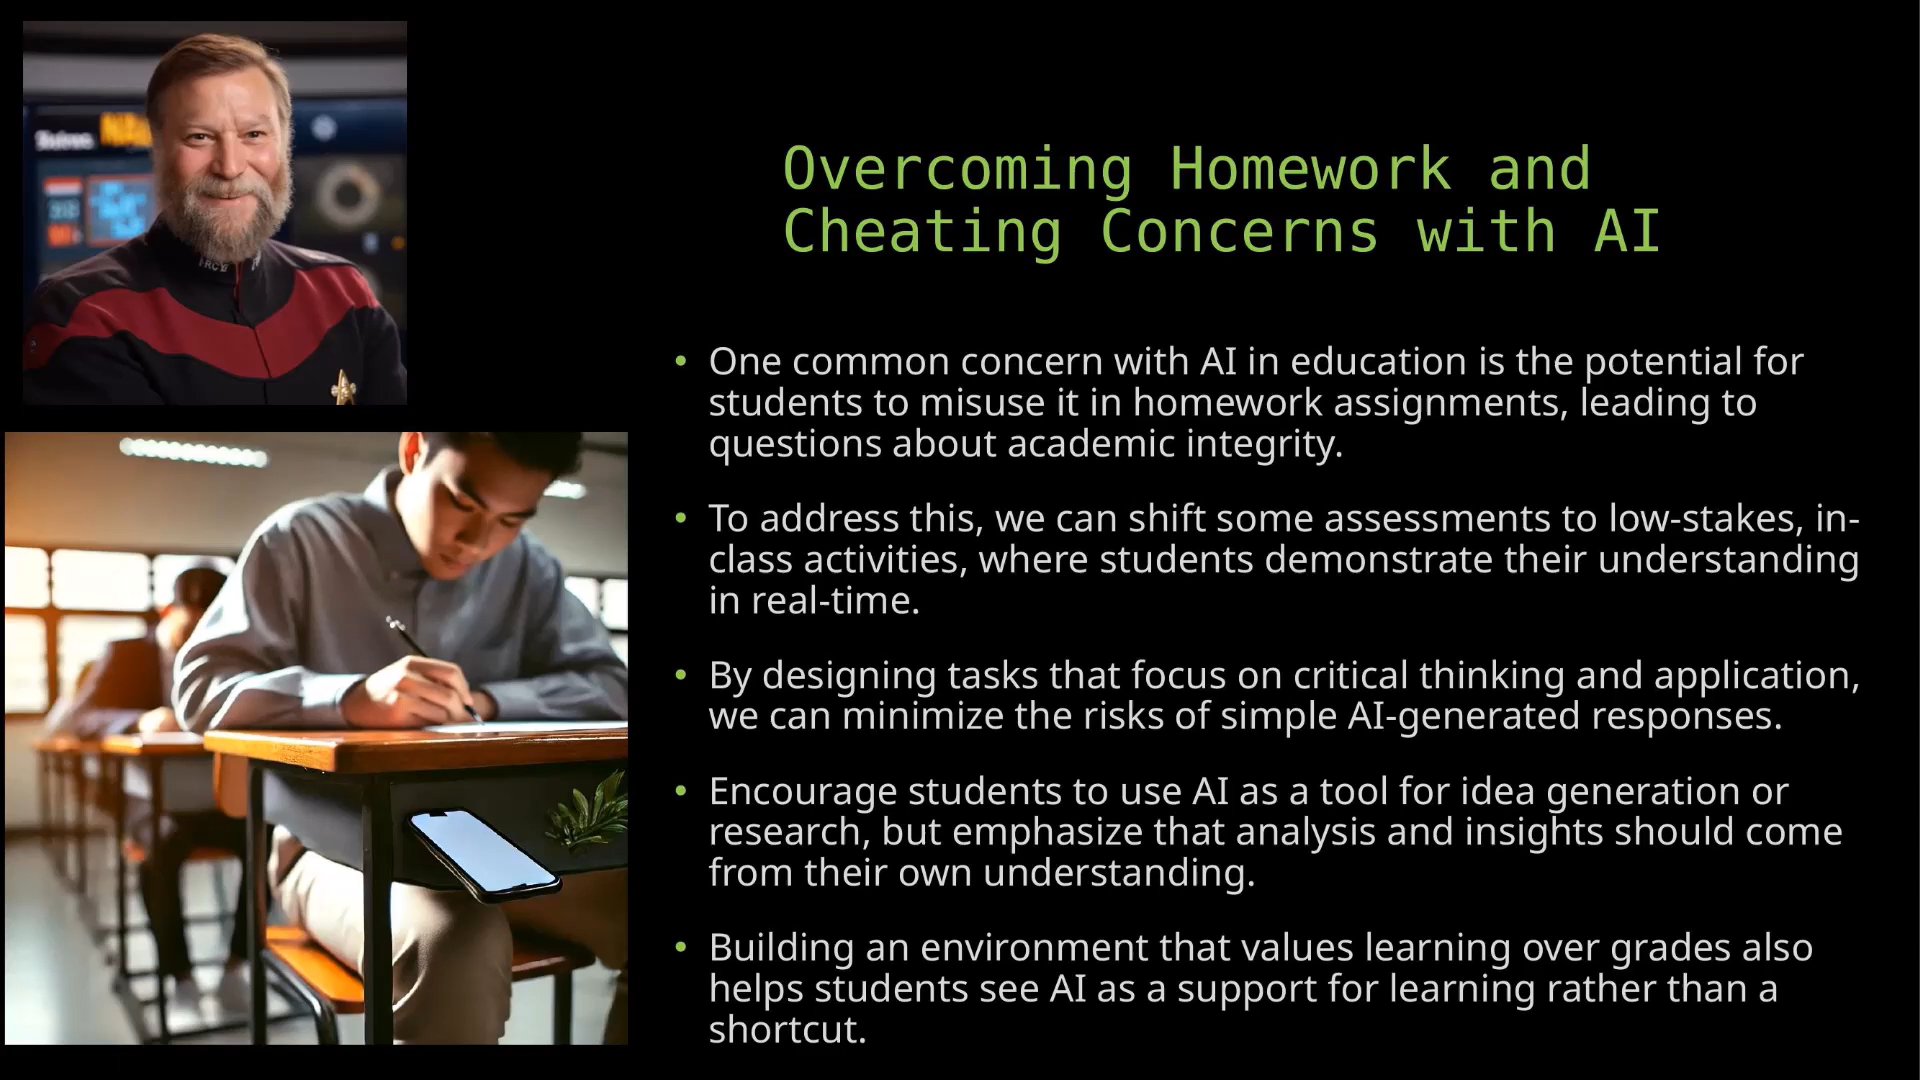 Overcoming Homework and
Cheating Concerns with AI
• One common concern with AI in education is the potential for
students to misuse it in homework assignments, leading to
questions about academic integrity.
• To address this, we can shift some assessments to low-stakes, in-
class activities, where students demonstrate their understanding
in real-time.
• By designing tasks that focus on critical thinking and application,
we can minimize the risks of simple AI-generated responses.
• Encourage students to use AI as a tool for idea generation or
research, but emphasize that analysis and insights should come
from their own understanding.
• Building an environment that values learning over grades also
helps students see AI as a support for learning rather than a
shortcut.